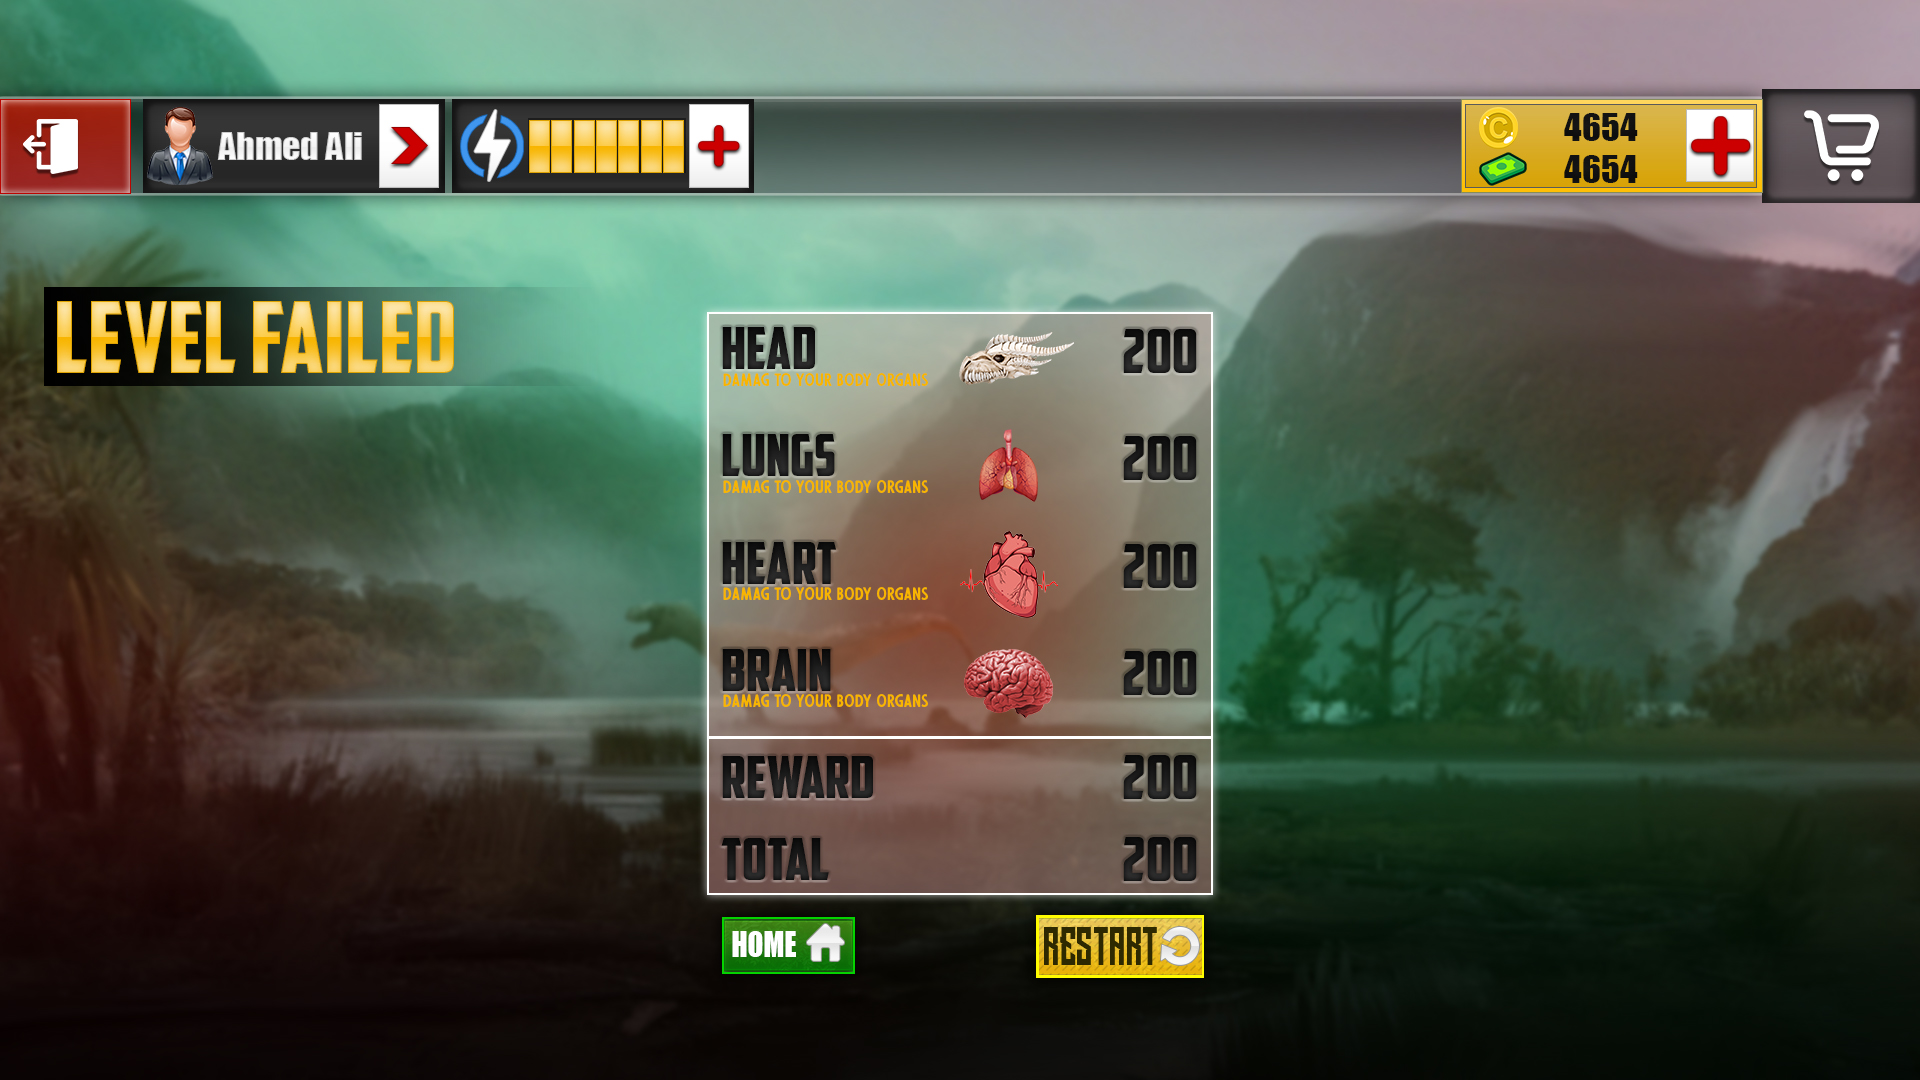 Ahmed Ali
4654
4654
LEVEL FAILED
HEAD 200
DAMAG TO YOUR BODY ORGANS
LUNGS 200
DAMAG TO YOUR BODY ORGANS
HEART 200
DAMAG TO YOUR BODY ORGANS
BRAIN 200
DAMAG TO YOUR BODY ORGANS
REWARD 200
TOTAL 200
HOME
RESTART